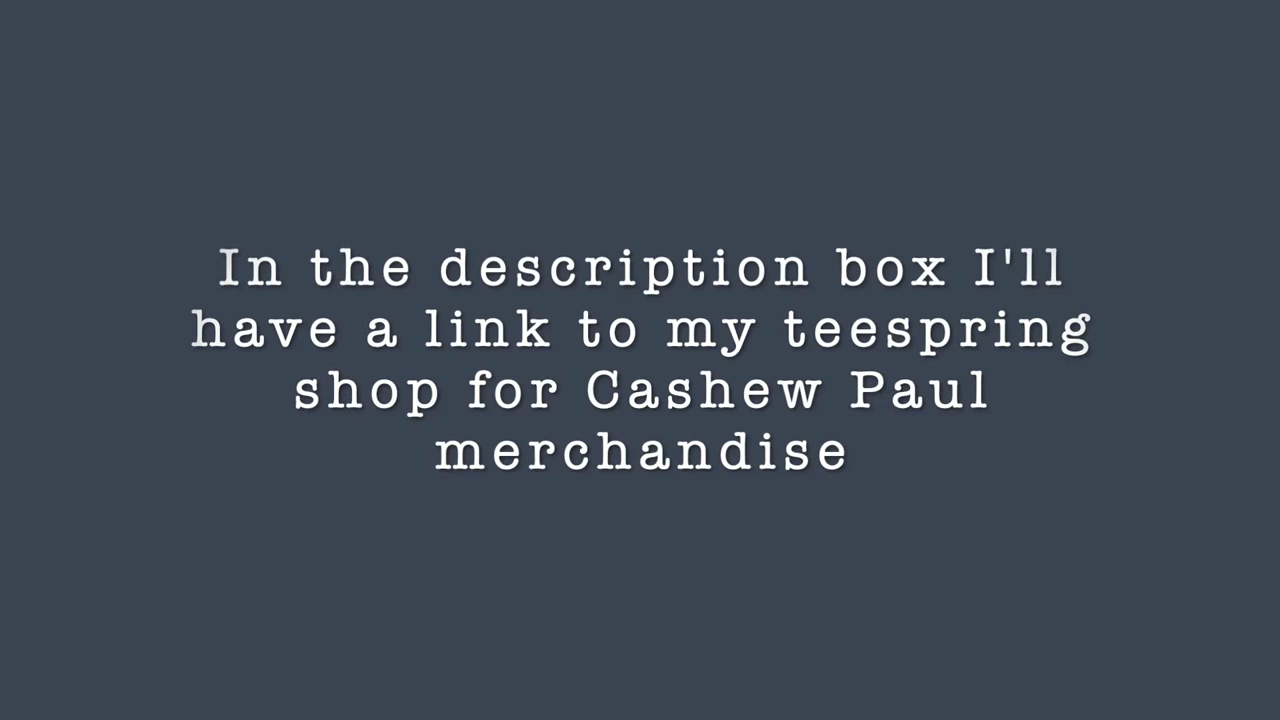 In the description box I'll
have a link to my teespring
shop for Cashew Paul
merchandise